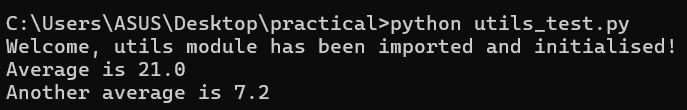 C:\Users\ASUS\Desktop\practical>python utils_test.py
Welcome, utils module has been imported and initialised!
Average is 21.0
Another average is 7.2